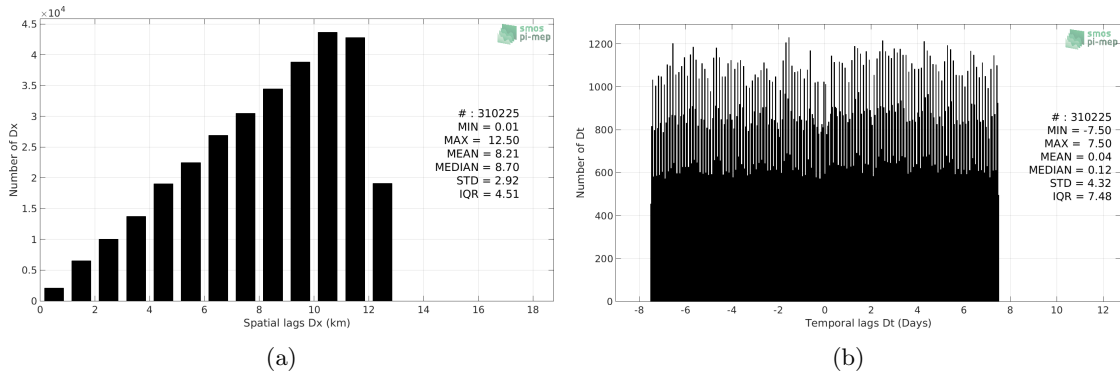 ×10⁴
4.5
4
3.5
3
2.5
2
1.5
1
0.5
0
Number of Dx
0 2 4 6 8 10 12 14 16 18
Spatial lags Dx (km)
smos
pi-mep
# : 310225
MIN = 0.01
MAX = 12.50
MEAN = 8.21
MEDIAN = 8.70
STD = 2.92
IQR = 4.51
(a)
1200
1000
800
600
400
200
0
Number of Dt
-8 -6 -4 -2 0 2 4 6 8 10 12
Temporal lags Dt (Days)
smos
pi-mep
# : 310225
MIN = -7.50
MAX = 7.50
MEAN = 0.04
MEDIAN = 0.12
STD = 4.32
IQR = 7.48
(b)